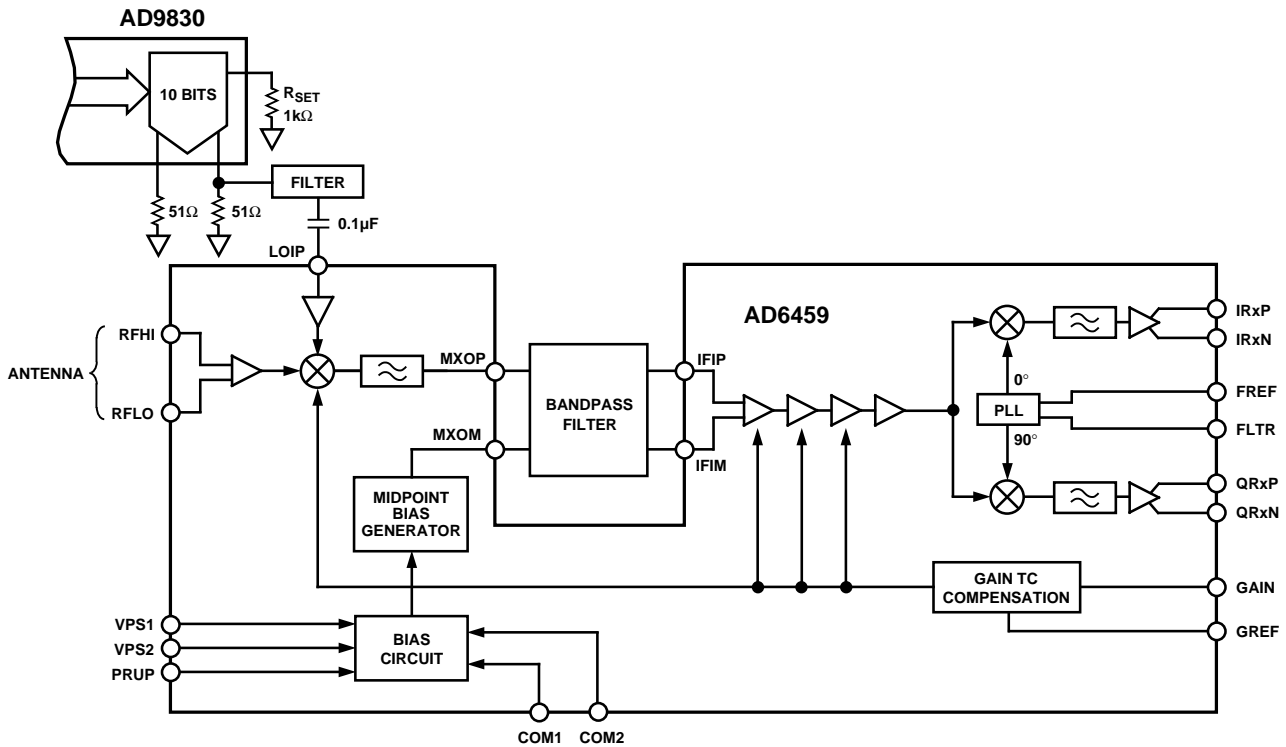 AD9830
10 BITS
RSET
1kΩ
FILTER
51Ω
51Ω
0.1µF
LOIP
AD6459
RFHI
ANTENNA
RFLO
MXOP
MXOM
BANDPASS
FILTER
IFIP
IFIM
0°
PLL
90°
IRxP
IRxN
FREF
FLTR
QRxP
QRxN
MIDPOINT
BIAS
GENERATOR
GAIN TC
COMPENSATION
GAIN
GREF
VPS1
VPS2
PRUP
BIAS
CIRCUIT
COM1
COM2